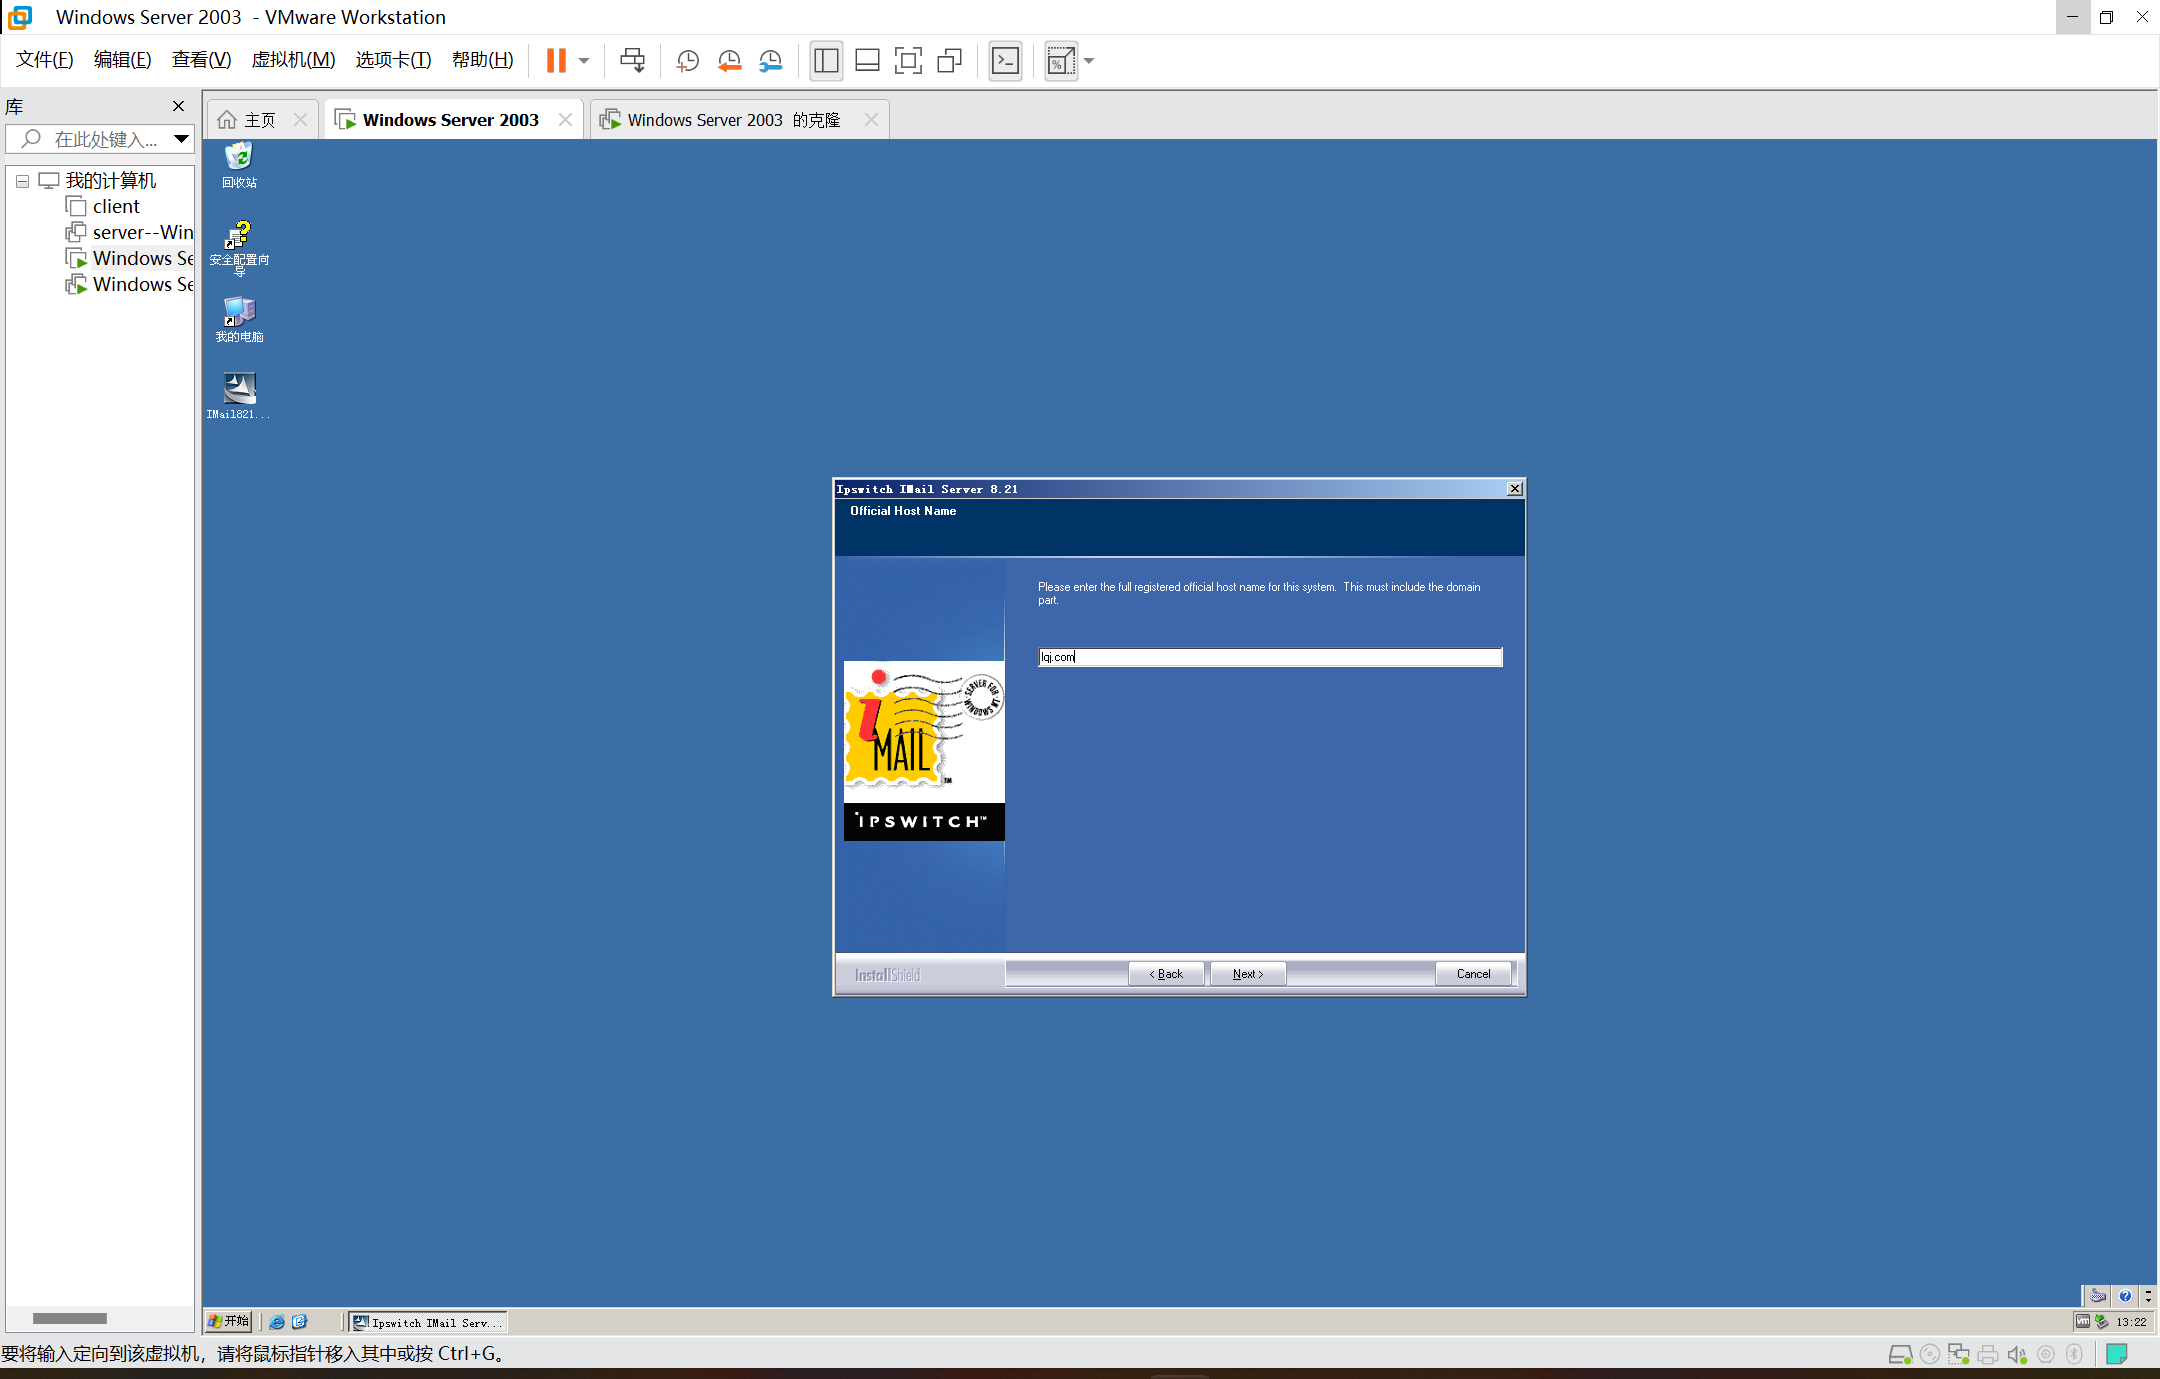 Windows Server 2003 - VMware Workstation
文件(F) 编辑(E) 查看(V) 虚拟机(M) 选项卡(T) 帮助(H)
库
在此处键入...
我的计算机
client
server--Win
Windows Se
Windows Se
主页
Windows Server 2003
Windows Server 2003 的克隆
回收站
安全配置向
导
我的电脑
IMail821...
Ipswitch IMail Server 8.21
Official Host Name
Please enter the full registered official host name for this system. This must include the domain
part.
lqj.com
SERVER FOR WINDOWS NT
iMAIL™
IPSWITCH™
InstallShield
< Back
Next >
Cancel
开始
Ipswitch IMail Serv...
13:22
要将输入定向到该虚拟机，请将鼠标指针移入其中或按 Ctrl+G。